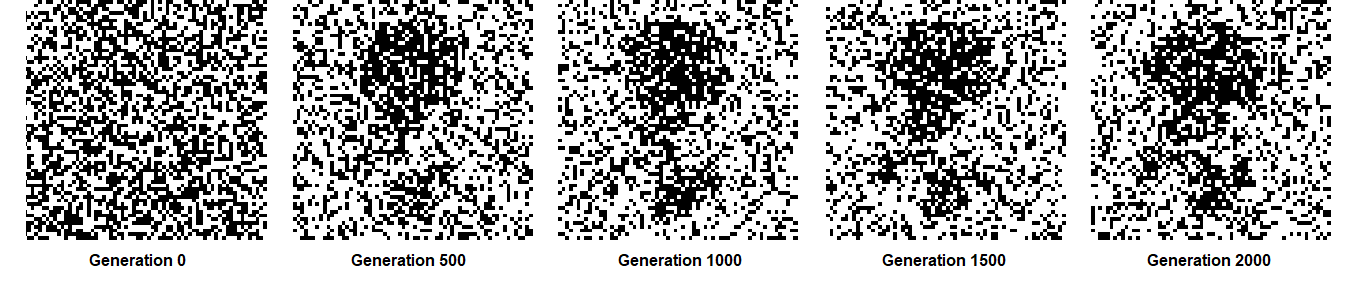 Generation 0
Generation 500
Generation 1000
Generation 1500
Generation 2000